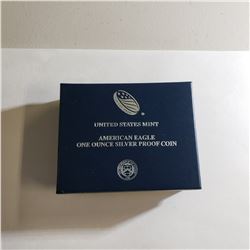 UNITED STATES MINT
AMERICAN EAGLE
ONE OUNCE SILVER PROOF COIN